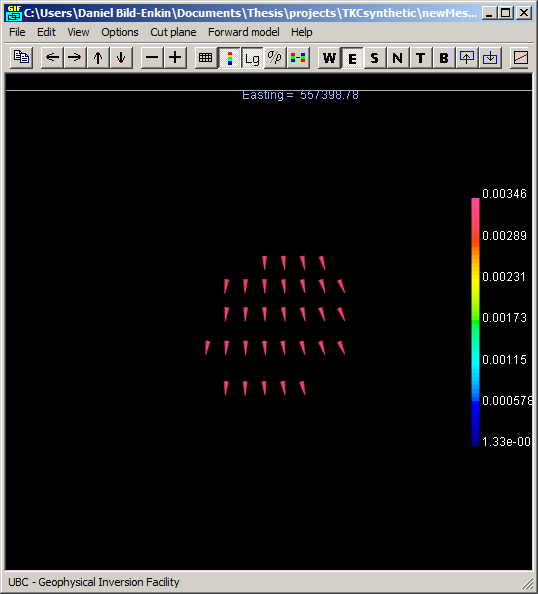 GIF
C:\Users\Daniel Bild-Enkin\Documents\Thesis\projects\TKCsynthetic\newMes...
File Edit View Options Cut plane Forward model Help
Lg σ/ρ W E S N T B
Easting = 557398.78
0.00346
0.00289
0.00231
0.00173
0.00115
0.000578
1.33e-00
UBC - Geophysical Inversion Facility